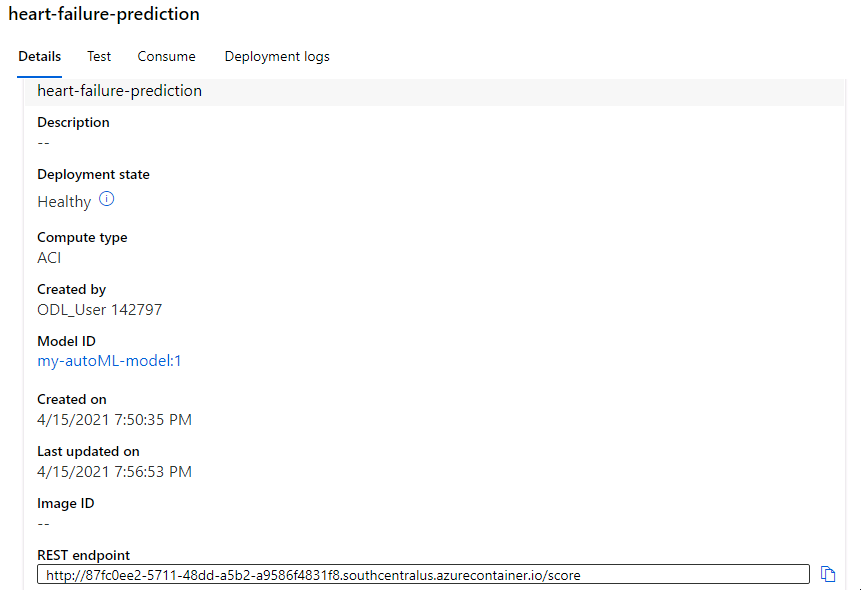 heart-failure-prediction
Details Test Consume Deployment logs
heart-failure-prediction
Description
--
Deployment state
Healthy
Compute type
ACI
Created by
ODL_User 142797
Model ID
my-autoML-model:1
Created on
4/15/2021 7:50:35 PM
Last updated on
4/15/2021 7:56:53 PM
Image ID
--
REST endpoint
http://87fc0ee2-5711-48dd-a5b2-a9586f4831f8.southcentralus.azurecontainer.io/score